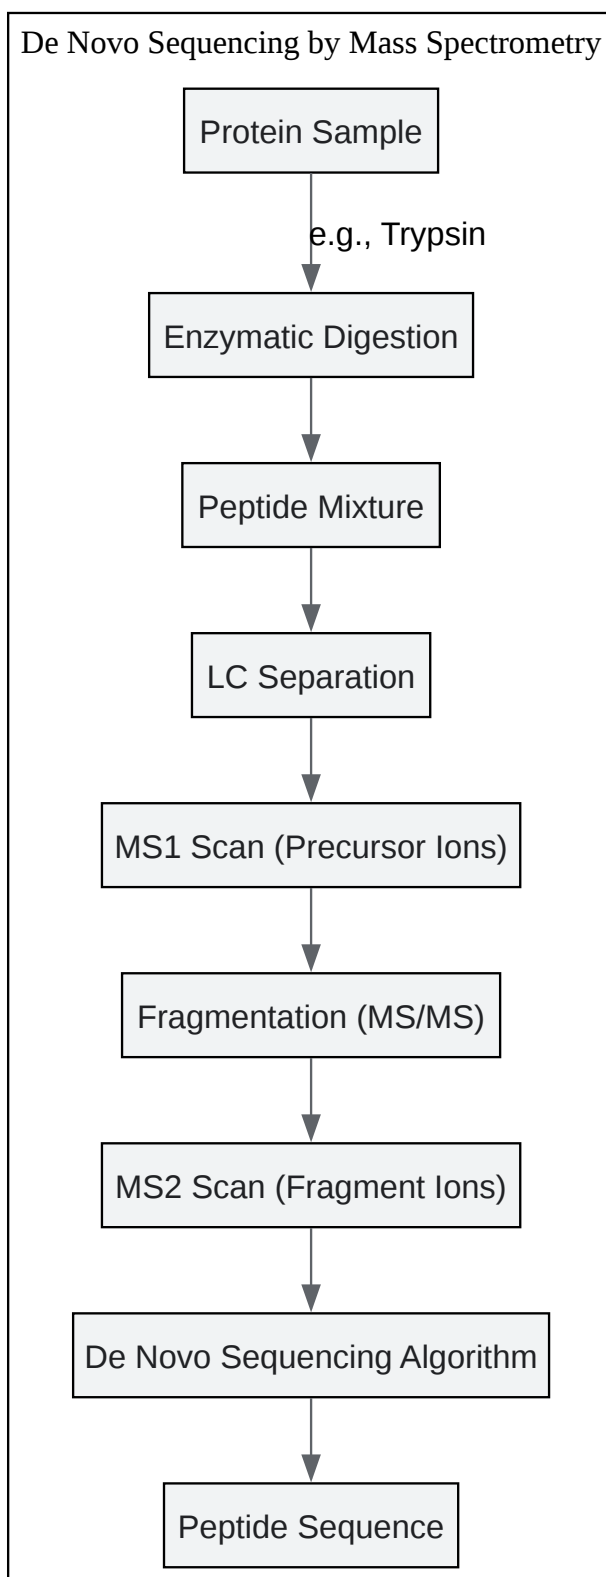 De Novo Sequencing by Mass Spectrometry
Protein Sample
e.g., Trypsin
Enzymatic Digestion
Peptide Mixture
LC Separation
MS1 Scan (Precursor Ions)
Fragmentation (MS/MS)
MS2 Scan (Fragment Ions)
De Novo Sequencing Algorithm
Peptide Sequence